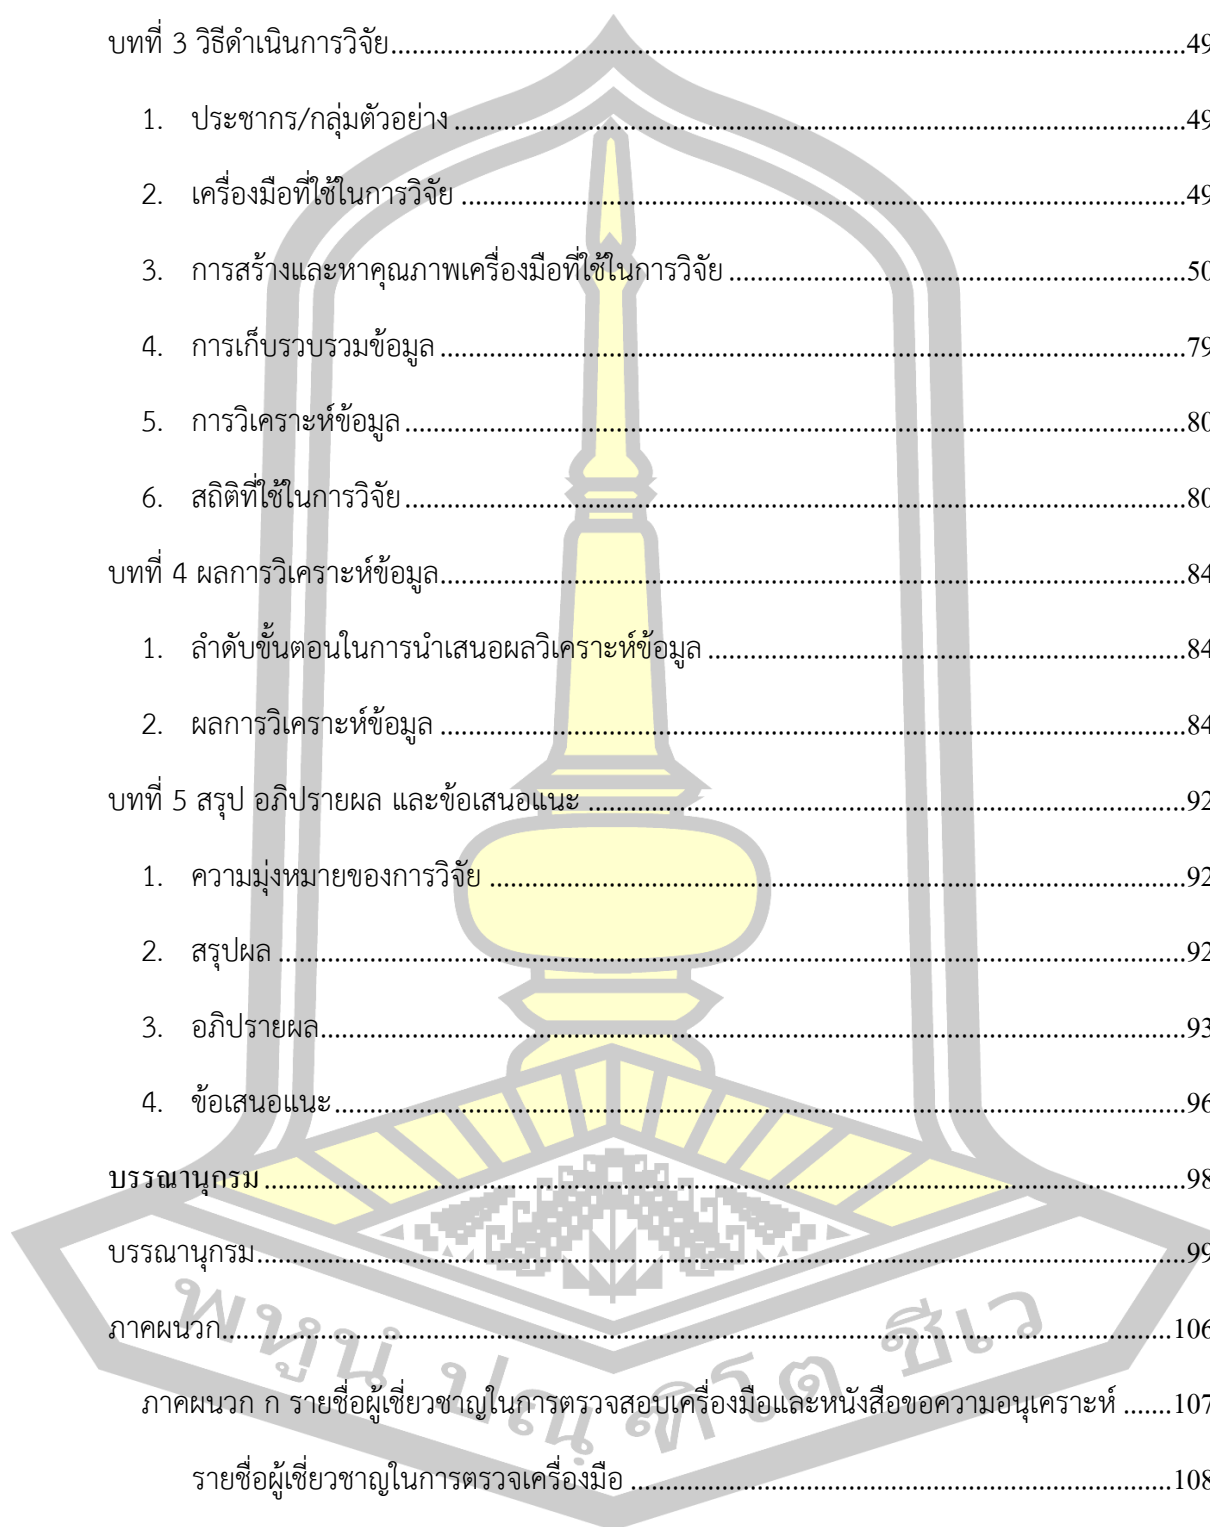 บทที่ 3 วิธีดำเนินการวิจัย................................................................49
1. ประชากร/กลุ่มตัวอย่าง................................................................49
2. เครื่องมือที่ใช้ในการวิจัย................................................................49
3. การสร้างและหาคุณภาพเครื่องมือที่ใช้ในการวิจัย................................................................50
4. การเก็บรวบรวมข้อมูล................................................................79
5. การวิเคราะห์ข้อมูล................................................................80
6. สถิติที่ใช้ในการวิจัย................................................................80
บทที่ 4 ผลการวิเคราะห์ข้อมูล................................................................84
1. ลำดับขั้นตอนในการนำเสนอผลวิเคราะห์ข้อมูล................................................................84
2. ผลการวิเคราะห์ข้อมูล................................................................84
บทที่ 5 สรุป อภิปรายผล และข้อเสนอแนะ................................................................92
1. ความมุ่งหมายของการวิจัย................................................................92
2. สรุปผล................................................................92
3. อภิปรายผล................................................................93
4. ข้อเสนอแนะ................................................................96
บรรณานุกรม................................................................98
บรรณานุกรม................................................................99
ภาคผนวก................................................................106
ภาคผนวก ก รายชื่อผู้เชี่ยวชาญในการตรวจสอบเครื่องมือและหนังสือขอความอนุเคราะห์.......107
รายชื่อผู้เชี่ยวชาญในการตรวจเครื่องมือ................................................................108
พหูนํ ปณฺฑิโต ชีเว